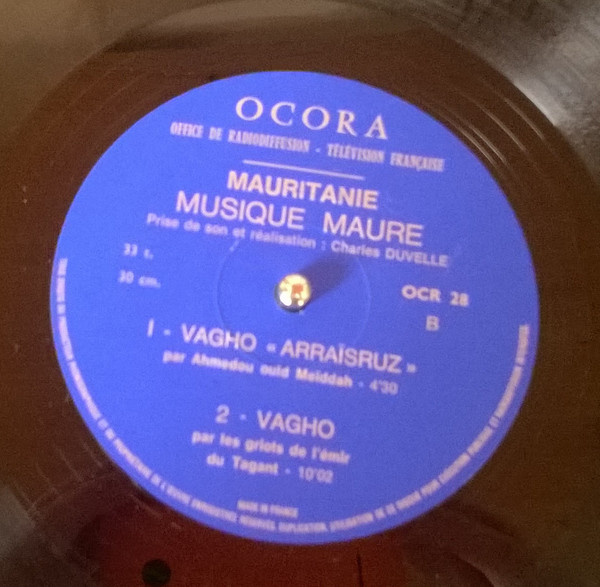 OCORA
OFFICE DE RADIODIFFUSION - TÉLÉVISION FRANÇAISE
MAURITANIE
MUSIQUE MAURE
Prise de son et réalisation : Charles DUVELLE
33 t.
30 cm.
OCR 28
B
1 - VAGHO « ARRAÏSRUZ »
par Ahmedou ould Meiddah - 4'30
2 - VAGHO
par les griots de l'émir
du Tagant - 10'02
MADE IN FRANCE